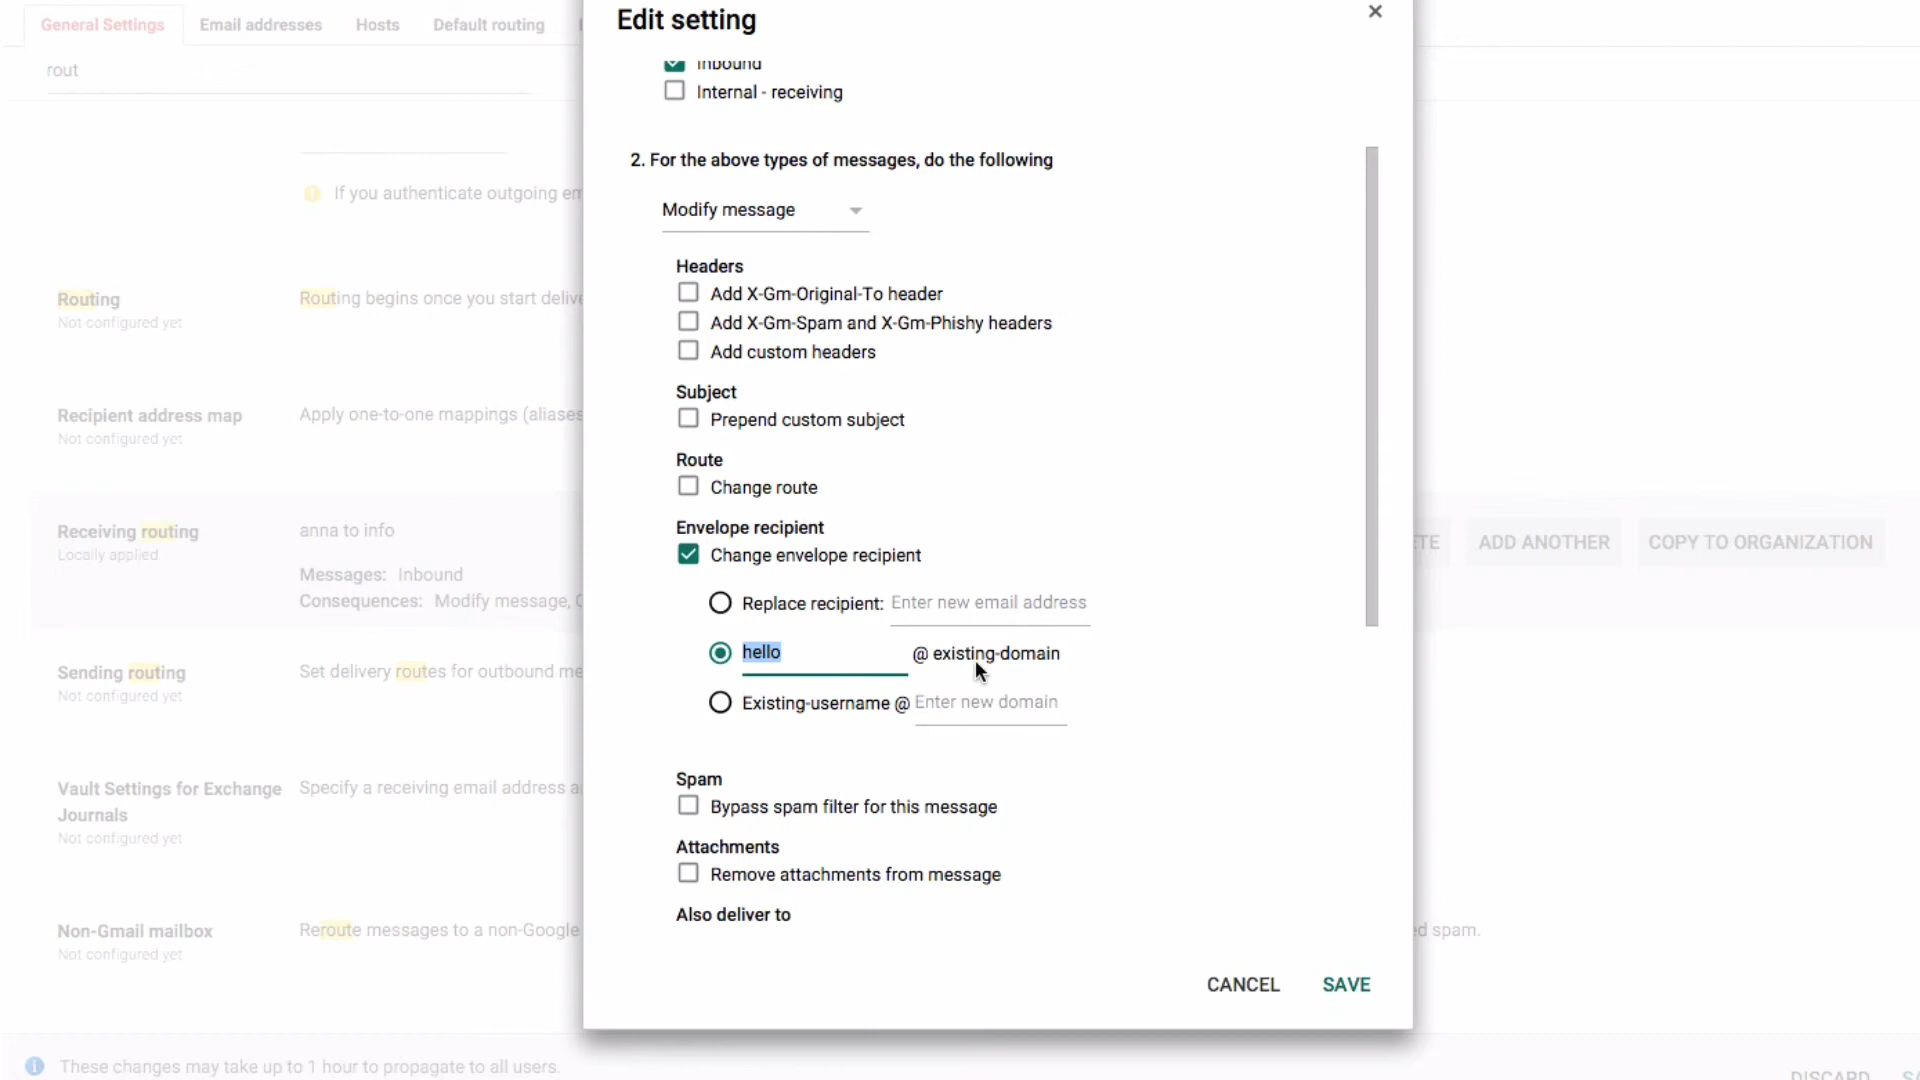 General Settings
Email addresses
Hosts
Default routing
rout
If you authenticate outgoing em
Routing
Not configured yet
Routing begins once you start delive
Recipient address map
Not configured yet
Apply one-to-one mappings (aliases
Receiving routing
Locally applied
anna to info
Messages: Inbound
Consequences: Modify message, C
TE
ADD ANOTHER
COPY TO ORGANIZATION
Sending routing
Not configured yet
Set delivery routes for outbound me
Vault Settings for Exchange
Journals
Not configured yet
Specify a receiving email address a
Non-Gmail mailbox
Not configured yet
Reroute messages to a non-Google
ed spam.
These changes may take up to 1 hour to propagate to all users.
DISCARD
Edit setting
×
Inbound
Internal - receiving
2. For the above types of messages, do the following
Modify message
Headers
Add X-Gm-Original-To header
Add X-Gm-Spam and X-Gm-Phishy headers
Add custom headers
Subject
Prepend custom subject
Route
Change route
Envelope recipient
Change envelope recipient
Replace recipient: Enter new email address
hello @ existing-domain
Existing-username @ Enter new domain
Spam
Bypass spam filter for this message
Attachments
Remove attachments from message
Also deliver to
CANCEL
SAVE